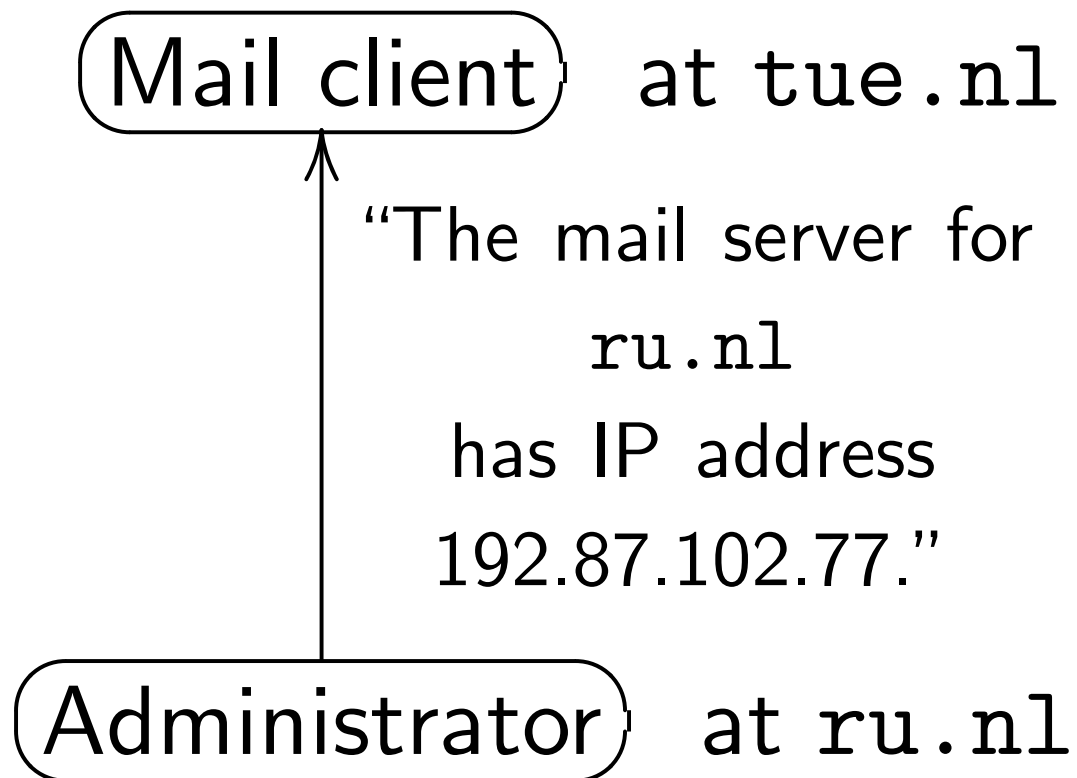 Mail client at tue.nl
“The mail server for
ru.nl
has IP address
192.87.102.77.”
Administrator at ru.nl